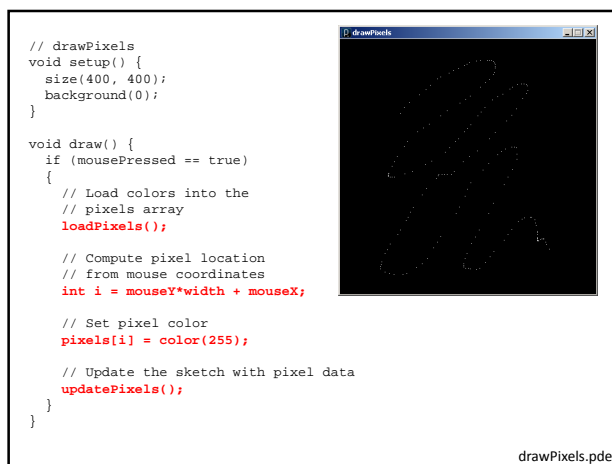 // drawPixels
void setup() {
  size(400, 400);
  background(0);
}

void draw() {
  if (mousePressed == true)
  {
    // Load colors into the
    // pixels array
    loadPixels();

    // Compute pixel location
    // from mouse coordinates
    int i = mouseY*width + mouseX;

    // Set pixel color
    pixels[i] = color(255);

    // Update the sketch with pixel data
    updatePixels();
  }
}
drawPixels
drawPixels.pde